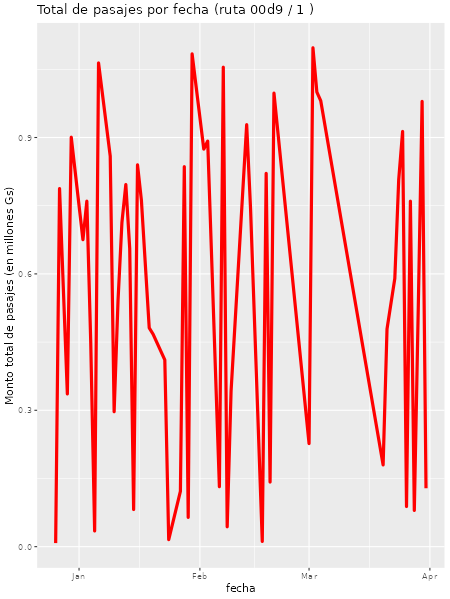 Total de pasajes por fecha (ruta 00d9 / 1 )
Monto total de pasajes (en millones Gs)
0.9
0.6
0.3
0.0
Jan Feb Mar Apr
fecha